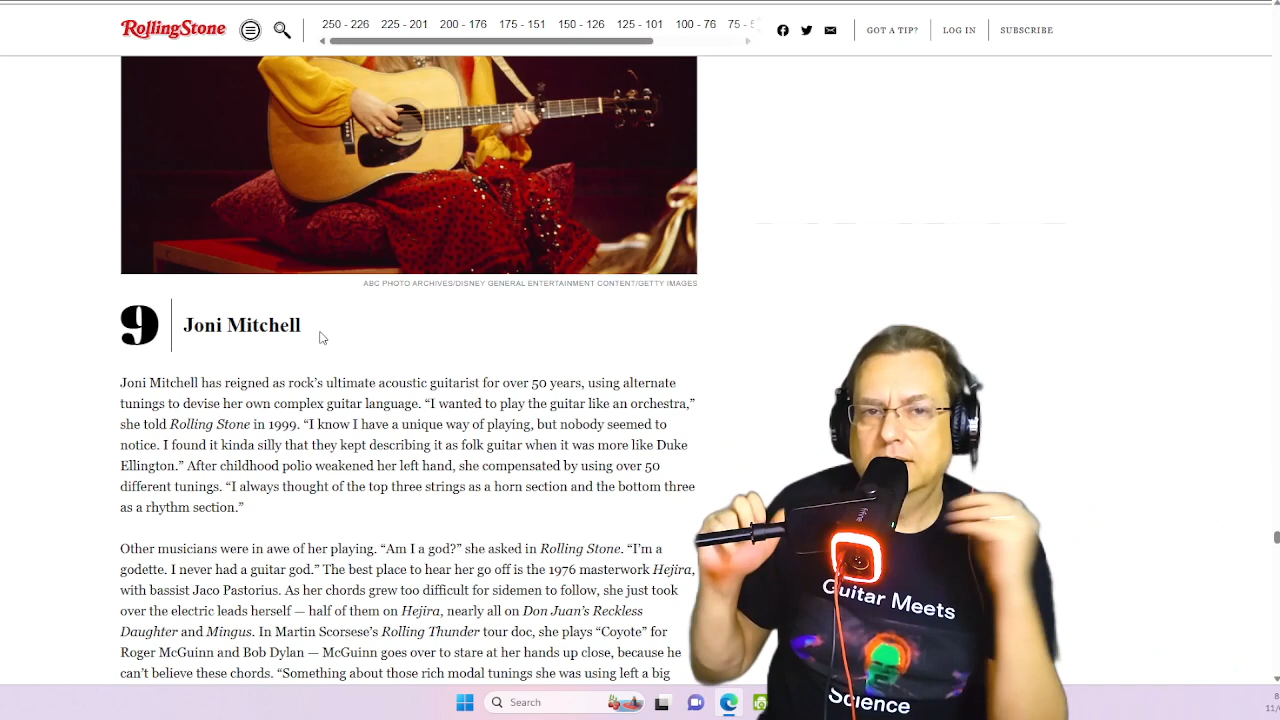 RollingStone
250 - 226 225 - 201 200 - 176 175 - 151 150 - 126 125 - 101 100 - 76 75 -
GOT A TIP? LOG IN SUBSCRIBE
ABC PHOTO ARCHIVES/DISNEY GENERAL ENTERTAINMENT CONTENT/GETTY IMAGES
9 Joni Mitchell
Joni Mitchell has reigned as rock’s ultimate acoustic guitarist for over 50 years, using alternate
tunings to devise her own complex guitar language. “I wanted to play the guitar like an orchestra,”
she told Rolling Stone in 1999. “I know I have a unique way of playing, but nobody seemed to
notice. I found it kinda silly that they kept describing it as folk guitar when it was more like Duke
Ellington.” After childhood polio weakened her left hand, she compensated by using over 50
different tunings. “I always thought of the top three strings as a horn section and the bottom three
as a rhythm section.”
Other musicians were in awe of her playing. “Am I a god?” she asked in Rolling Stone. “I’m a
godette. I never had a guitar god.” The best place to hear her go off is the 1976 masterwork Hejira,
with bassist Jaco Pastorius. As her chords grew too difficult for sidemen to follow, she just took
over the electric leads herself — half of them on Hejira, nearly all on Don Juan’s Reckless
Daughter and Mingus. In Martin Scorsese’s Rolling Thunder tour doc, she plays “Coyote” for
Roger McGuinn and Bob Dylan — McGuinn goes over to stare at her hands up close, because he
can’t believe these chords. “Something about those rich modal tunings she was using left a big
fifine
Guitar Meets
Science
Search
11/